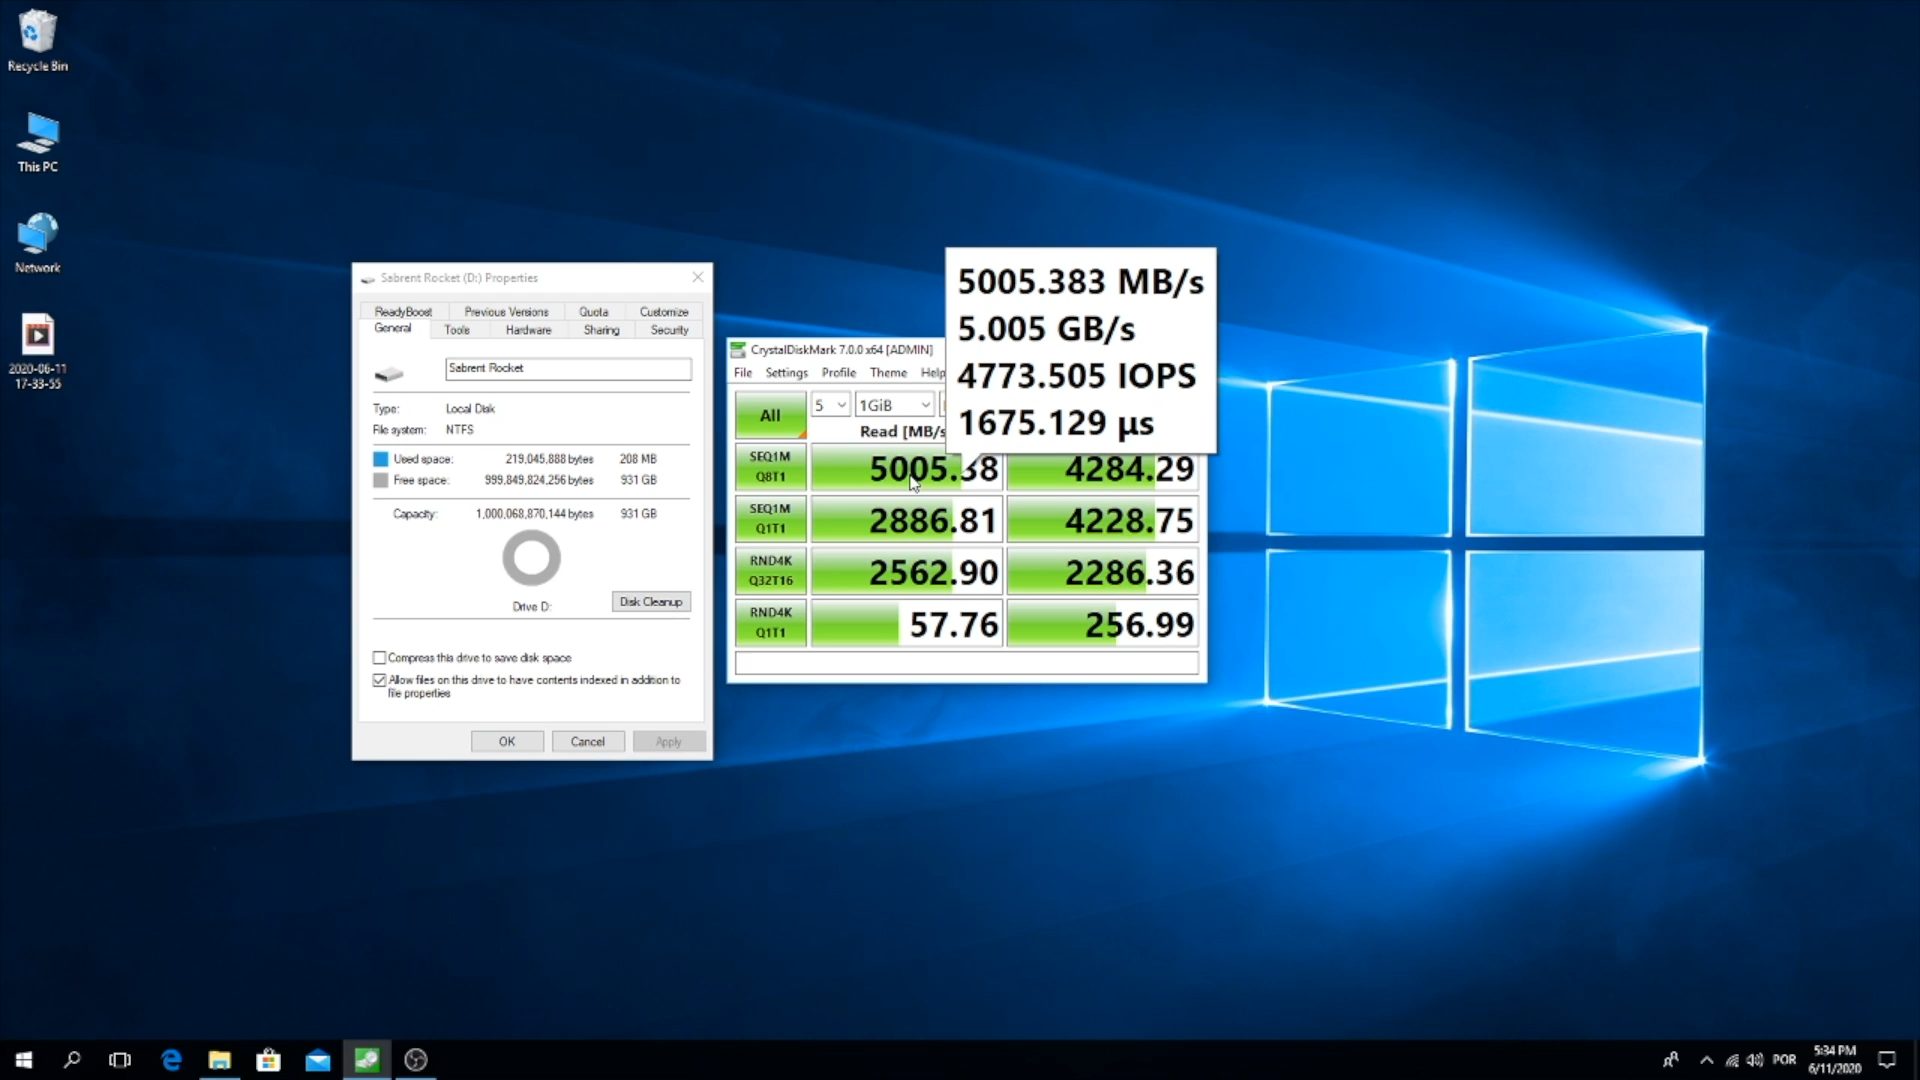 Recycle Bin
This PC
Network
2020-06-11
17-33-55
Sabrent Rocket (D:) Properties
ReadyBoost Previous Versions Quota Customize
General Tools Hardware Sharing Security
Sabrent Rocket
Type: Local Disk
File system: NTFS
Used space: 219,045,888 bytes 208 MB
Free space: 999,849,824,256 bytes 931 GB
Capacity: 1,000,068,870,144 bytes 931 GB
Drive D:
Disk Cleanup
Compress this drive to save disk space
Allow files on this drive to have contents indexed in addition to
file properties
OK Cancel Apply
CrystalDiskMark 7.0.0 x64 [ADMIN]
File Settings Profile Theme Help
All 5 1GiB
Read [MB/s
5005.383 MB/s
5.005 GB/s
4773.505 IOPS
1675.129 µs
SEQ1M
Q8T1
5005.38 4284.29
SEQ1M
Q1T1
2886.81 4228.75
RND4K
Q32T16
2562.90 2286.36
RND4K
Q1T1
57.76 256.99
POR
5:34 PM
6/11/2020